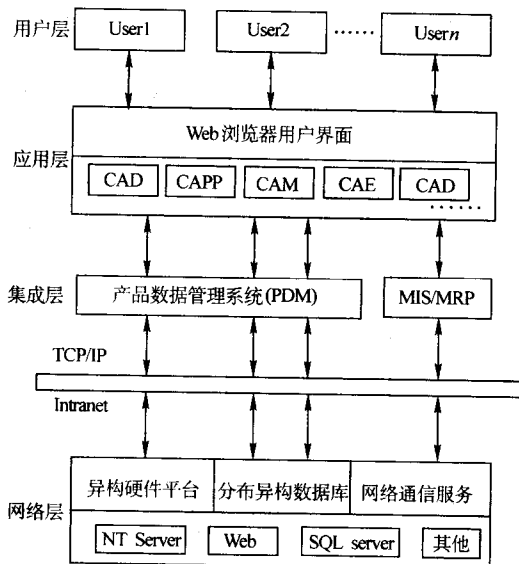 用户层
User1
User2
……
Usern
应用层
Web浏览器用户界面
CAD
CAPP
CAM
CAE
CAD
……
集成层
产品数据管理系统(PDM)
MIS/MRP
TCP/IP
Intranet
网络层
异构硬件平台
分布异构数据库
网络通信服务
NT Server
Web
SQL server
其他